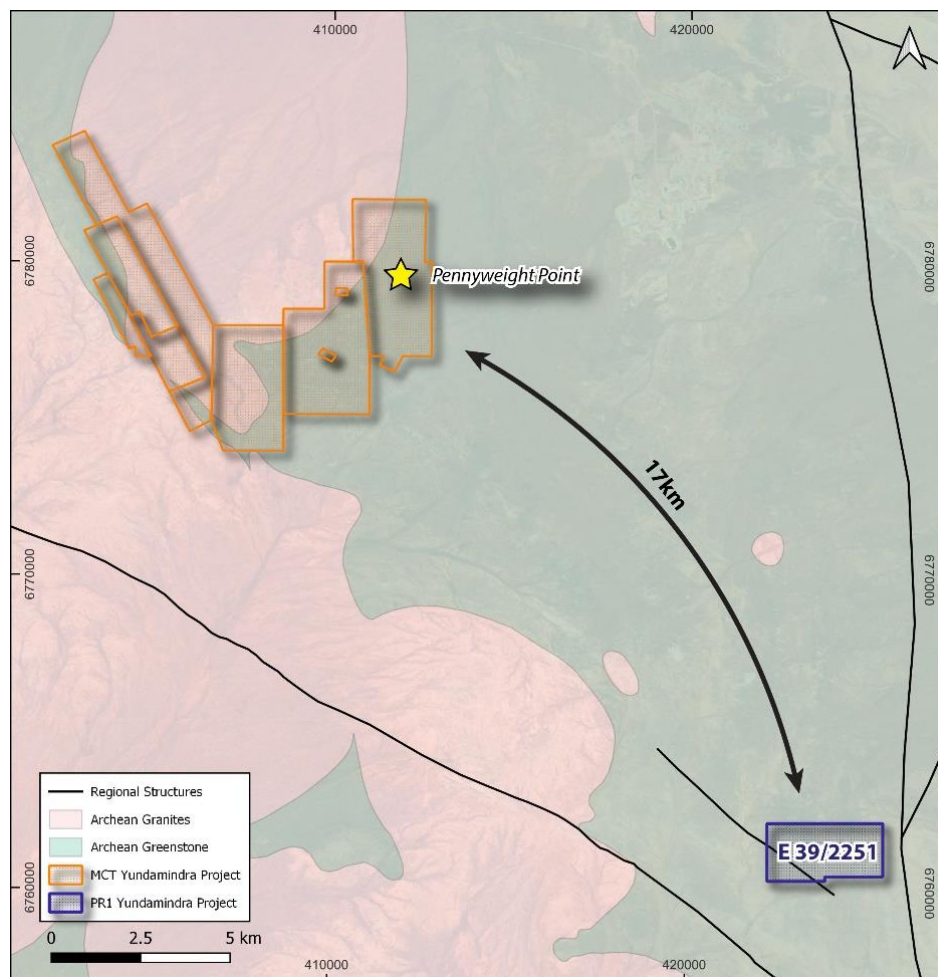 410000
420000
6780000
6780000
Pennyweight Point
17km
6770000
6770000
E 39/2251
Regional Structures
Archean Granites
Archean Greenstone
MCT Yundamindra Project
PR1 Yundamindra Project
6760000
6760000
0 2.5 5 km
410000
420000